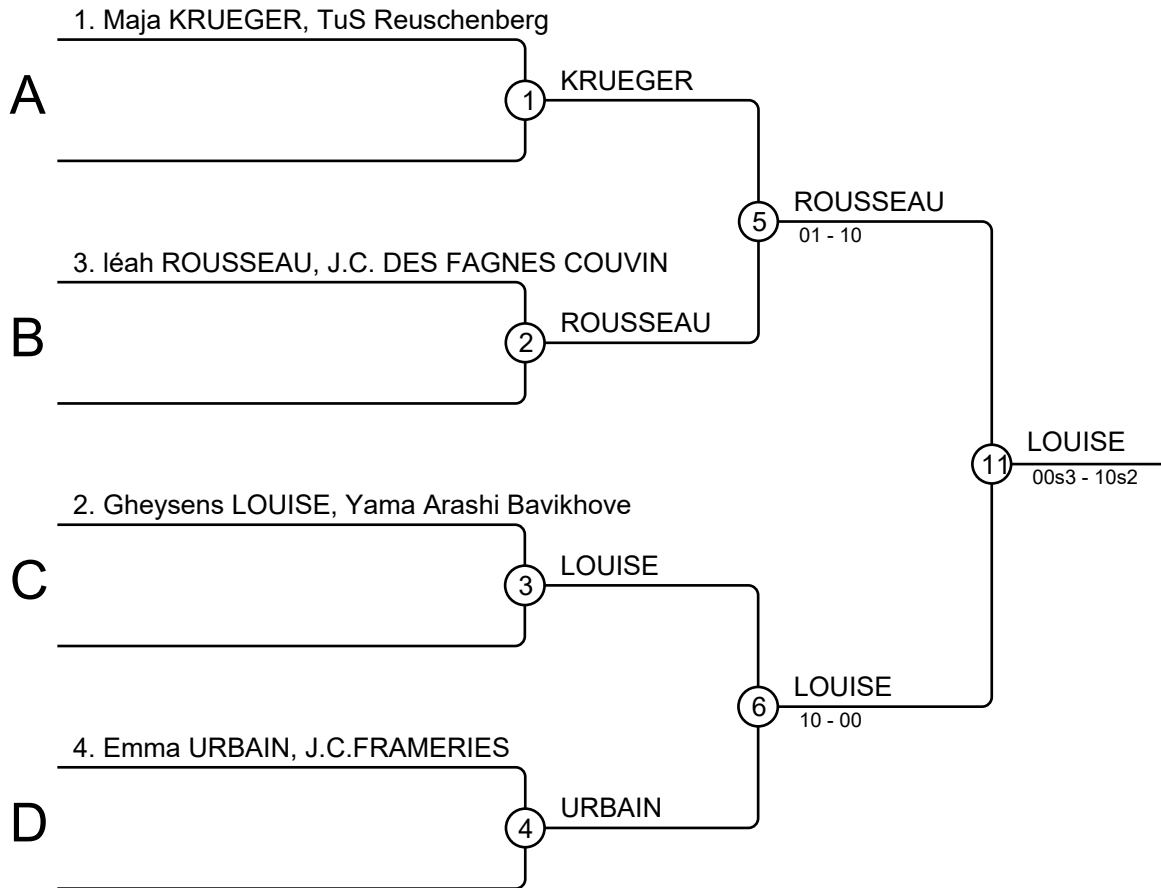 1. Maja KRUEGER, TuS Reuschenberg
A
1
KRUEGER
5
ROUSSEAU
01 - 10
3. léah ROUSSEAU, J.C. DES FAGNES COUVIN
B
2
ROUSSEAU
11
LOUISE
00s3 - 10s2
2. Gheysens LOUISE, Yama Arashi Bavikhove
C
3
LOUISE
6
LOUISE
10 - 00
4. Emma URBAIN, J.C.FRAMERIES
D
4
URBAIN